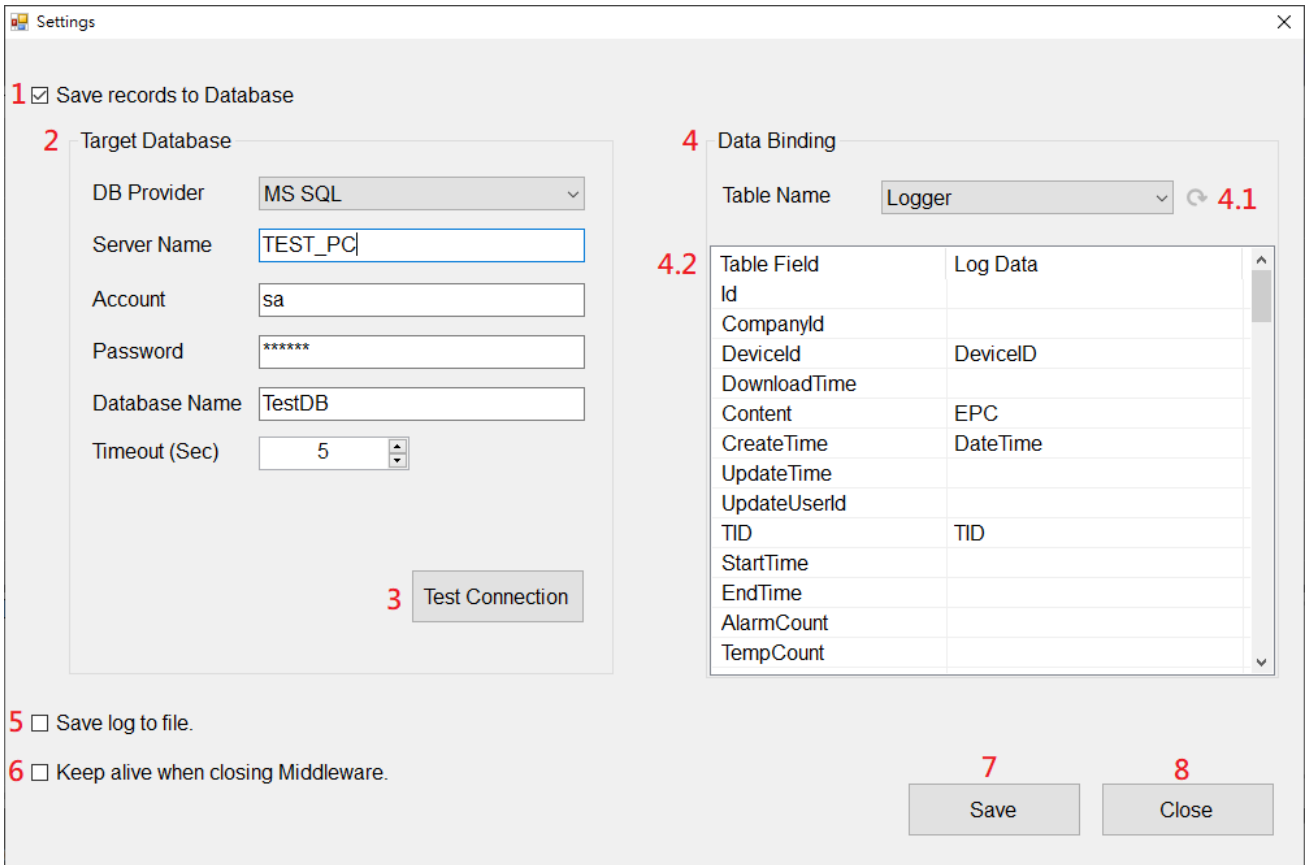 Settings
1 Save records to Database
2 Target Database
DB Provider MS SQL
Server Name TEST_PC
Account sa
Password ******
Database Name TestDB
Timeout (Sec) 5
3 Test Connection
4 Data Binding
Table Name Logger 4.1
4.2 Table Field Log Data
Id
CompanyId
DeviceId DeviceID
DownloadTime
Content EPC
CreateTime DateTime
UpdateTime
UpdateUserId
TID TID
StartTime
EndTime
AlarmCount
TempCount
5 Save log to file.
6 Keep alive when closing Middleware.
7 8
Save Close